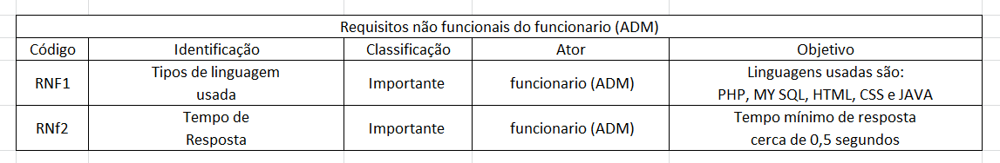 Requisitos não funcionais do funcionario (ADM)
Código Identificação Classificação Ator Objetivo
RNF1 Tipos de linguagem usada Importante funcionario (ADM) Linguagens usadas são: PHP, MY SQL, HTML, CSS e JAVA
RNf2 Tempo de Resposta Importante funcionario (ADM) Tempo mínimo de resposta cerca de 0,5 segundos